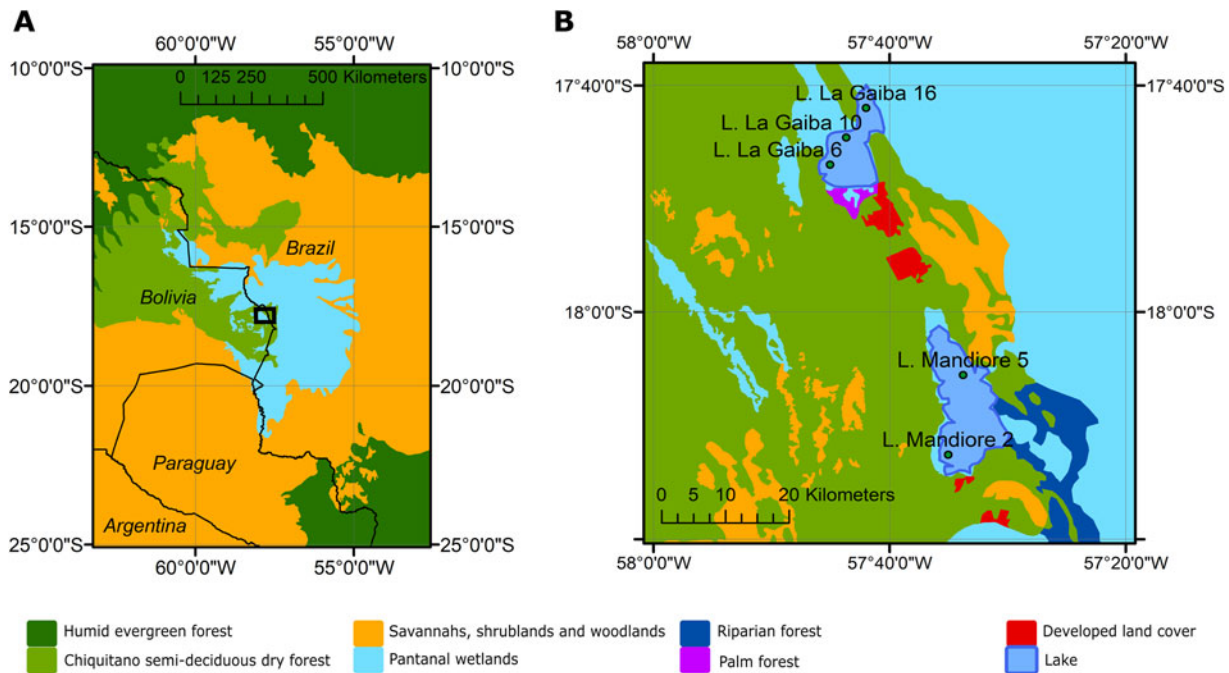 A
60°0'0"W 55°0'0"W
10°0'0"S 10°0'0"S
0 125 250 500 Kilometers
15°0'0"S 15°0'0"S
Brazil
Bolivia
20°0'0"S 20°0'0"S
Paraguay
Argentina
25°0'0"S 25°0'0"S
60°0'0"W 55°0'0"W
B
58°0'0"W 57°40'0"W 57°20'0"W
17°40'0"S 17°40'0"S
L. La Gaiba 16
L. La Gaiba 10
L. La Gaiba 6
18°0'0"S 18°0'0"S
L. Mandiore 5
L. Mandiore 2
0 5 10 20 Kilometers
58°0'0"W 57°40'0"W 57°20'0"W
Humid evergreen forest
Chiquitano semi-deciduous dry forest
Savannahs, shrublands and woodlands
Pantanal wetlands
Riparian forest
Palm forest
Developed land cover
Lake